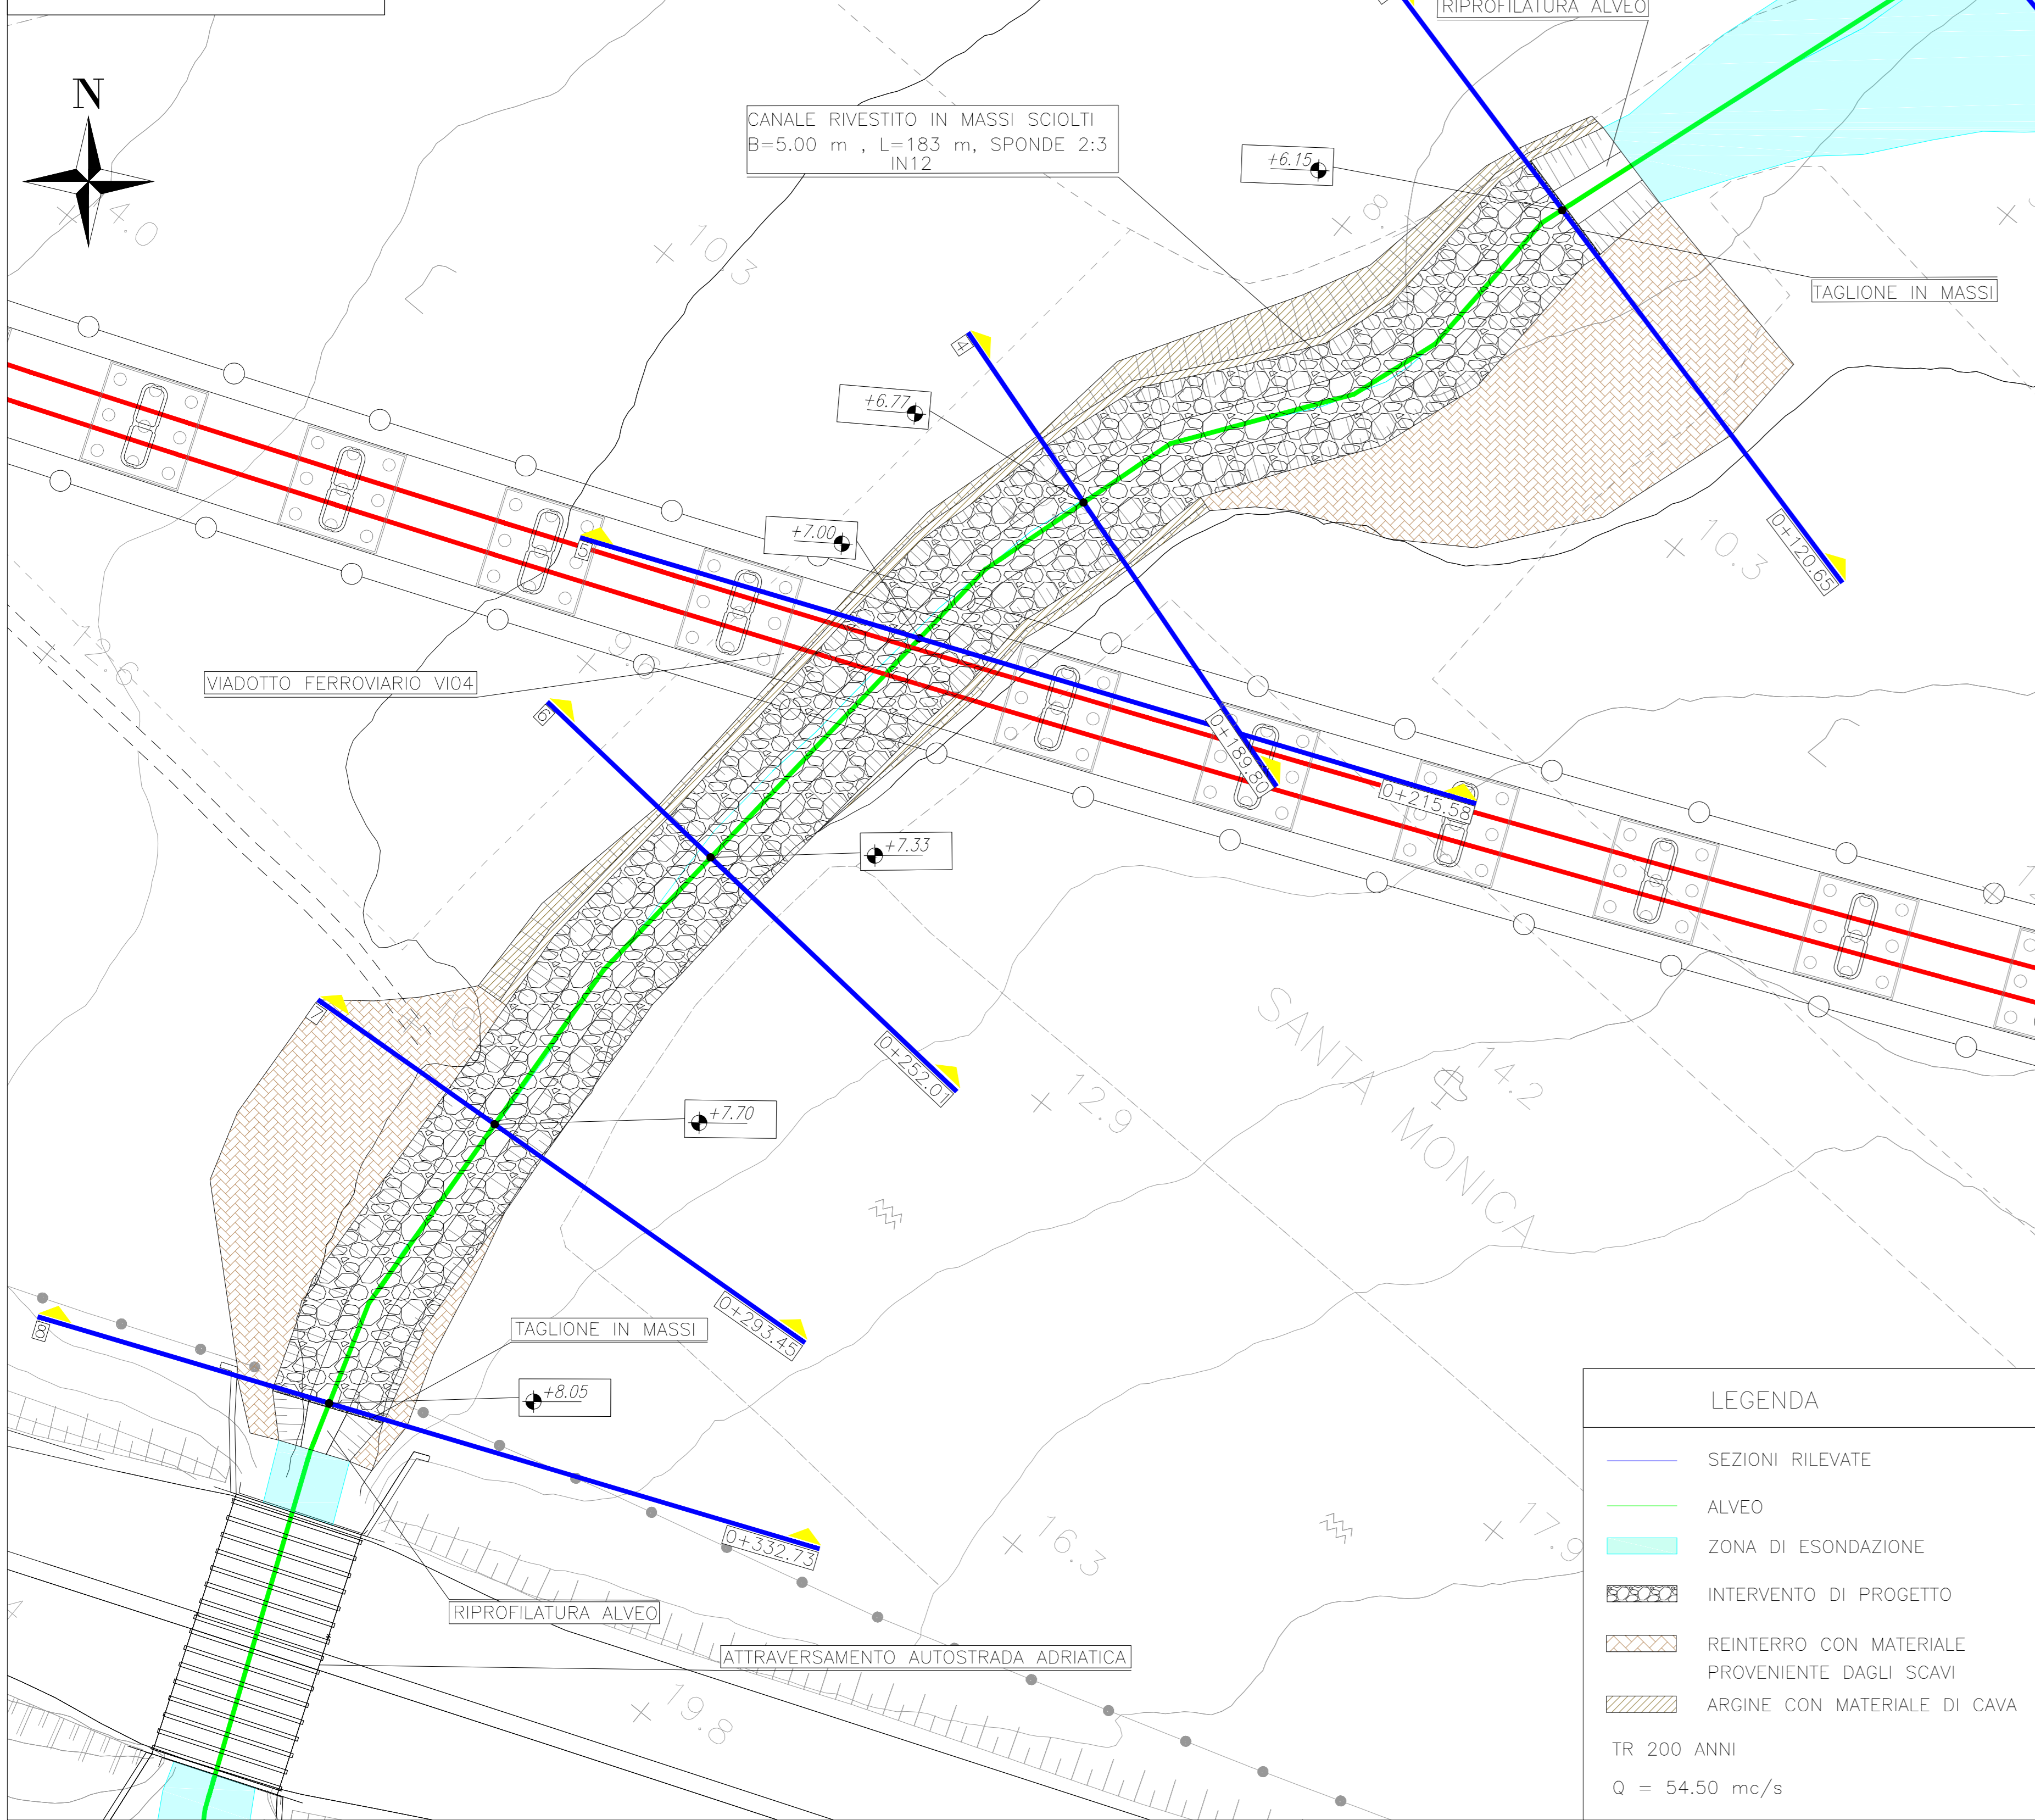 RIPROFILATURA ALVEO
N
CANALE RIVESTITO IN MASSI SCIOLTI
B=5.00 m , L=183 m, SPONDE 2:3
IN12
+6.15
4.0
10.3
8.
TAGLIONE IN MASSI
4
+6.77
+7.00
5
10.3
0+120.65
12.6
9.6
VIADOTTO FERROVIARIO VI04
6
0+189.80
0+215.58
+7.33
7
0+252.01
12.9
SANTA MONICA
14.2
+7.70
0+293.45
8
TAGLIONE IN MASSI
+8.05
0+332.73
16.3
17.9
RIPROFILATURA ALVEO
ATTRAVERSAMENTO AUTOSTRADA ADRIATICA
19.8
LEGENDA
SEZIONI RILEVATE
ALVEO
ZONA DI ESONDAZIONE
INTERVENTO DI PROGETTO
REINTERRO CON MATERIALE
PROVENIENTE DAGLI SCAVI
ARGINE CON MATERIALE DI CAVA
TR 200 ANNI
Q = 54.50 mc/s